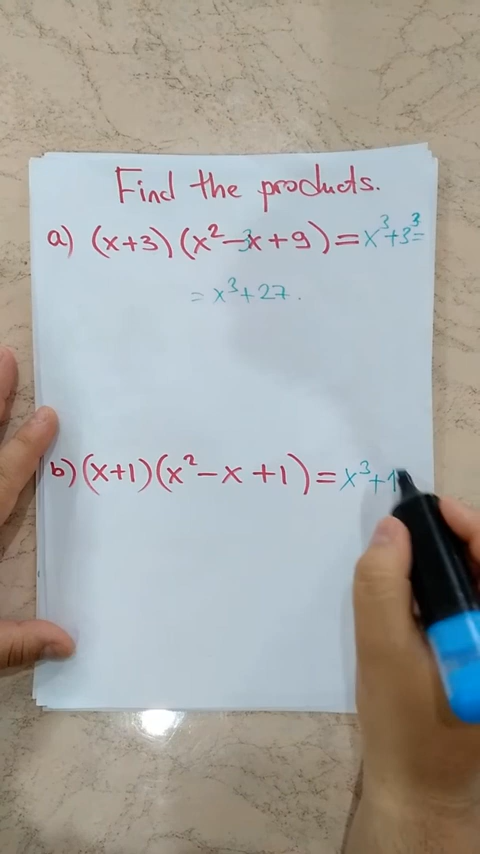 Find the products.
a) (x+3)(x²-3x+9)=x³+3³=
= x³+27.
b) (x+1)(x²-x+1)=x³+1